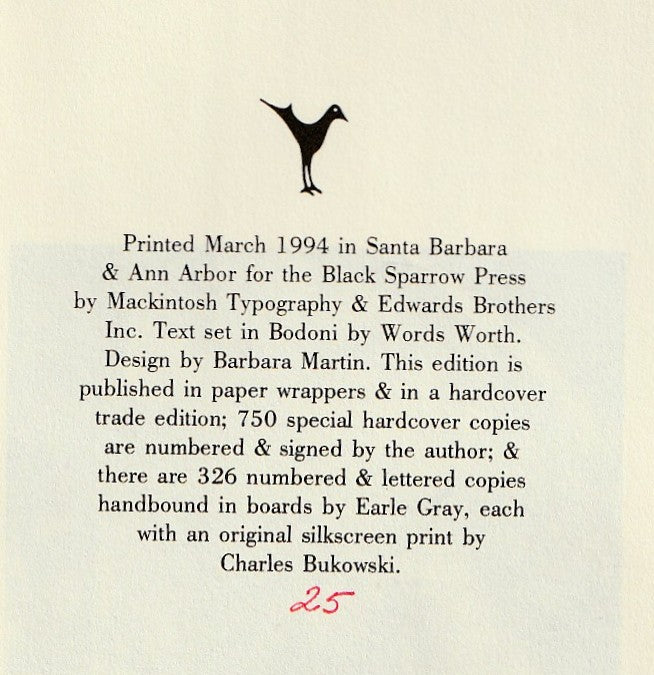 Printed March 1994 in Santa Barbara
& Ann Arbor for the Black Sparrow Press
by Mackintosh Typography & Edwards Brothers
Inc. Text set in Bodoni by Words Worth.
Design by Barbara Martin. This edition is
published in paper wrappers & in a hardcover
trade edition; 750 special hardcover copies
are numbered & signed by the author; &
there are 326 numbered & lettered copies
handbound in boards by Earle Gray, each
with an original silkscreen print by
Charles Bukowski.
25